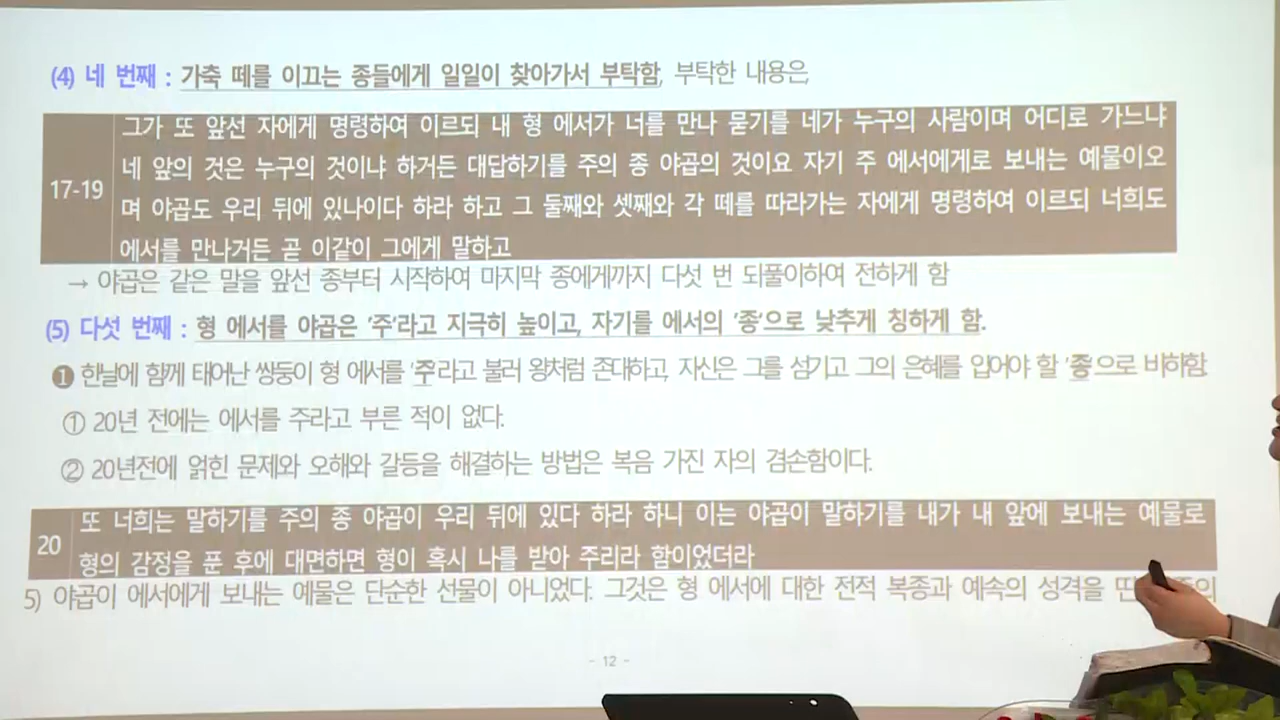 (4) 네 번째 : 가축 떼를 이끄는 종들에게 일일이 찾아가서 부탁함, 부탁한 내용은,
그가 또 앞선 자에게 명령하여 이르되 내 형 에서가 너를 만나 묻기를 네가 누구의 사람이며 어디로 가느냐
네 앞의 것은 누구의 것이냐 하거든 대답하기를 주의 종 야곱의 것이요 자기 주 에서에게로 보내는 예물이오
17-19
며 야곱도 우리 뒤에 있나이다 하라 하고 그 둘째와 셋째와 각 떼를 따라가는 자에게 명령하여 이르되 너희도
에서를 만나거든 곧 이같이 그에게 말하고
→ 야곱은 같은 말을 앞선 종부터 시작하여 마지막 종에게까지 다섯 번 되풀이하여 전하게 함
(5) 다섯 번째 : 형 에서를 야곱은 '주'라고 지극히 높이고, 자기를 에서의 '종'으로 낮추게 칭하게 함.
❶ 한날에 함께 태어난 쌍둥이 형 에서를 '주라고 불러 왕처럼 존대하고, 자신은 그를 섬기고 그의 은혜를 입어야 할 '종으로 비하함.
① 20년 전에는 에서를 주라고 부른 적이 없다.
② 20년전에 얽힌 문제와 오해와 갈등을 해결하는 방법은 복음 가진 자의 겸손함이다.
또 너희는 말하기를 주의 종 야곱이 우리 뒤에 있다 하라 하니 이는 야곱이 말하기를 내가 내 앞에 보내는 예물로
20
형의 감정을 푼 후에 대면하면 형이 혹시 나를 받아 주리라 함이었더라
5) 야곱이 에서에게 보내는 예물은 단순한 선물이 아니었다. 그것은 형 에서에 대한 전적 복종과 예속의 성격을
- 12 -